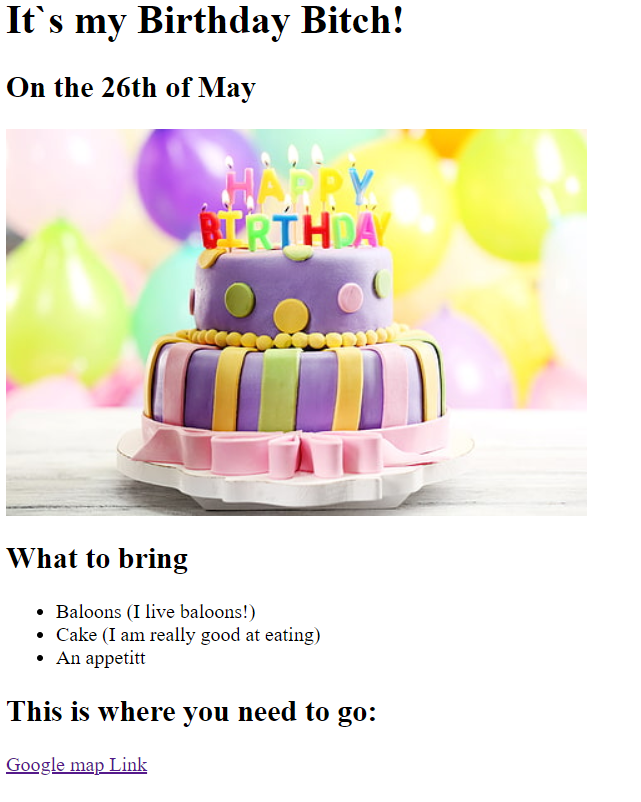 It`s my Birthday Bitch!
On the 26th of May
HAPPY
BIRTHDAY
What to bring
Baloons (I live baloons!)
Cake (I am really good at eating)
An appetitt
This is where you need to go:
Google map Link